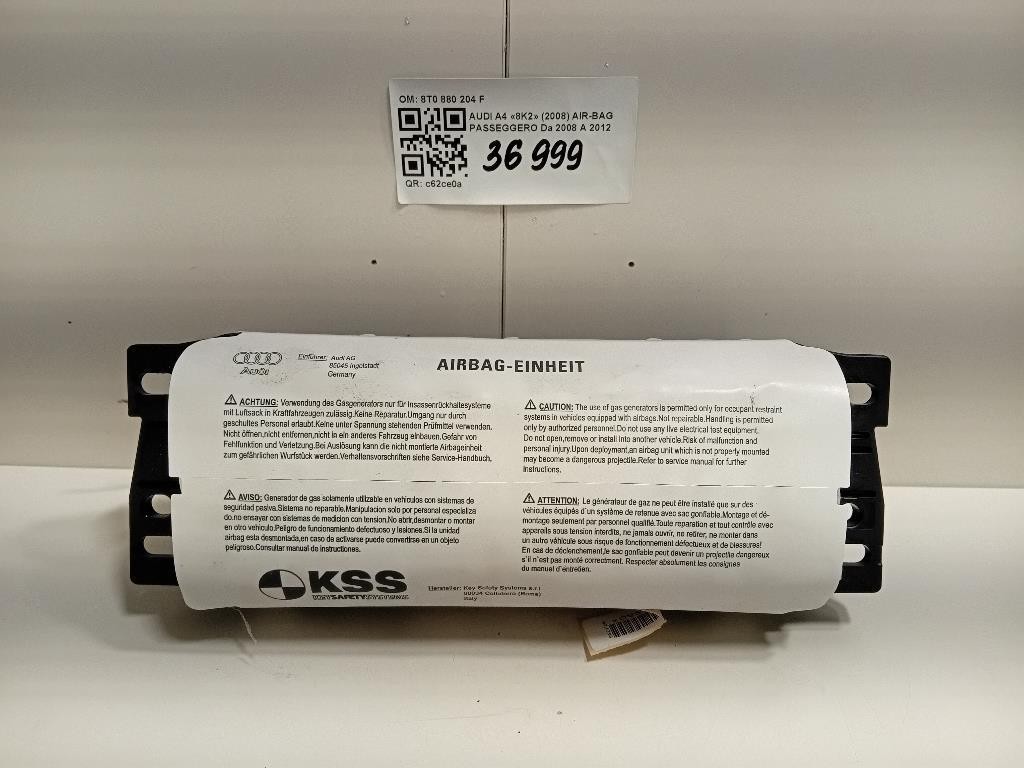 OM: 8T0 880 204 F
AUDI A4 «8K2» (2008) AIR-BAG
PASSEGGERO Da 2008 A 2012
36 999
QR: c62ce0a
Audi
Einführer: Audi AG
85045 Ingolstadt
Germany
AIRBAG-EINHEIT
ACHTUNG: Verwendung des Gasgenerators nur für Insassenrückhaltesysteme
mit Luftsack in Kraftfahrzeugen zulässig.Keine Reparatur.Umgang nur durch
geschultes Personal erlaubt.Keine unter Spannung stehenden Prüfmittel verwenden.
Nicht öffnen,nicht entfernen,nicht in ein anderes Fahrzeug einbauen.Gefahr von
Fehlfunktion und Verletzung.Bei Auslösung kann die nicht montierte Airbageinheit
zum gefährlichen Wurfstück werden.Verhaltensvorschriften siehe Service-Handbuch.
CAUTION: The use of gas generators is permitted only for occupant restraint
systems in vehicles equipped with airbags.Not repairable.Handling is permitted
only by authorized personnel.Do not use any live electrical test equipment.
Do not open,remove or install into another vehicle.Risk of malfunction and
personal injury.Upon deployment,an airbag unit which is not properly mounted
may become a dangerous projectile.Refer to service manual for further
instructions.
AVISO: Generador de gas solamente utilizable en vehículos con sistemas de
seguridad pasiva.Sistema no reparable.Manipulacion solo por personal especializa
do.no ensayar con sistemas de medicion con tension.No abrir,desmontar o montar
en otro vehiculo.Peligro de funcionamiento defectuoso y lesiones.Si la unidad
airbag esta desmontada,en caso de activarse puede convertirse en un objeto
peligroso.Consultar manual de instrucciones.
ATTENTION: Le générateur de gaz ne peut être installé que sur des
véhicules équipés d'un système de retenue avec sac gonflable.Montage et dé-
montage seulement par personnel qualifié.Toute réparation et tout contrôle avec
appareils sous tension interdits, ne jamais ouvrir, ne retirer, ne monter dans
un autre véhicule sous risque de fonctionnement défectueux et de blessures!
En cas de déclenchement,le sac gonflable peut devenir un projectile dangereux
s'il n'est pas monté correctment. Respecter absolument les consignes
du manuel d'entretien.
KSS
KEYSAFETYSYSTEMS
Hersteller: Key Safety Systems s.r.l
00034 Colleferro (Roma)
Italy